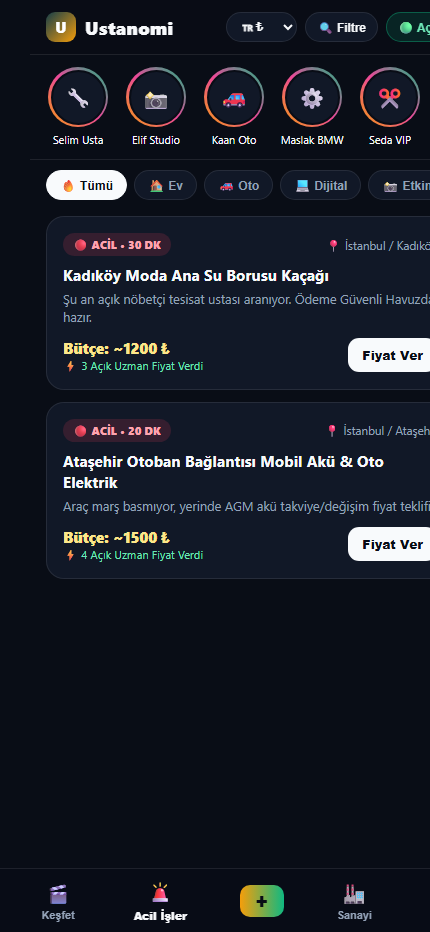 U Ustanomi TR ₺ Filtre Aç
Selim Usta Elif Studio Kaan Oto Maslak BMW Seda VIP
Tümü Ev Oto Dijital Etkin
ACİL • 30 DK İstanbul / Kadıkö
Kadıköy Moda Ana Su Borusu Kaçağı
Şu an açık nöbetçi tesisat ustası aranıyor. Ödeme Güvenli Havuzda
hazır.
Bütçe: ~1200 ₺
3 Açık Uzman Fiyat Verdi
Fiyat Ver
ACİL • 20 DK İstanbul / Ataşeh
Ataşehir Otoban Bağlantısı Mobil Akü & Oto
Elektrik
Araç marş basmıyor, yerinde AGM akü takviye/değişim fiyat teklifi
Bütçe: ~1500 ₺
4 Açık Uzman Fiyat Verdi
Fiyat Ver
Keşfet Acil İşler + Sanayi